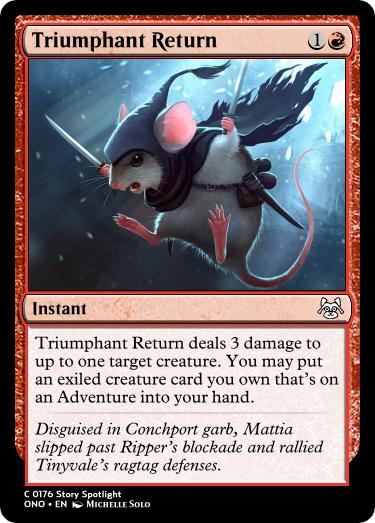 Triumphant Return 1
Instant
Triumphant Return deals 3 damage to
up to one target creature. You may put
an exiled creature card you own that's on
an Adventure into your hand.
Disguised in Conchport garb, Mattia
slipped past Ripper's blockade and rallied
Tinyvale's ragtag defenses.
C 0176 Story Spotlight
ONO • EN Michelle Solo